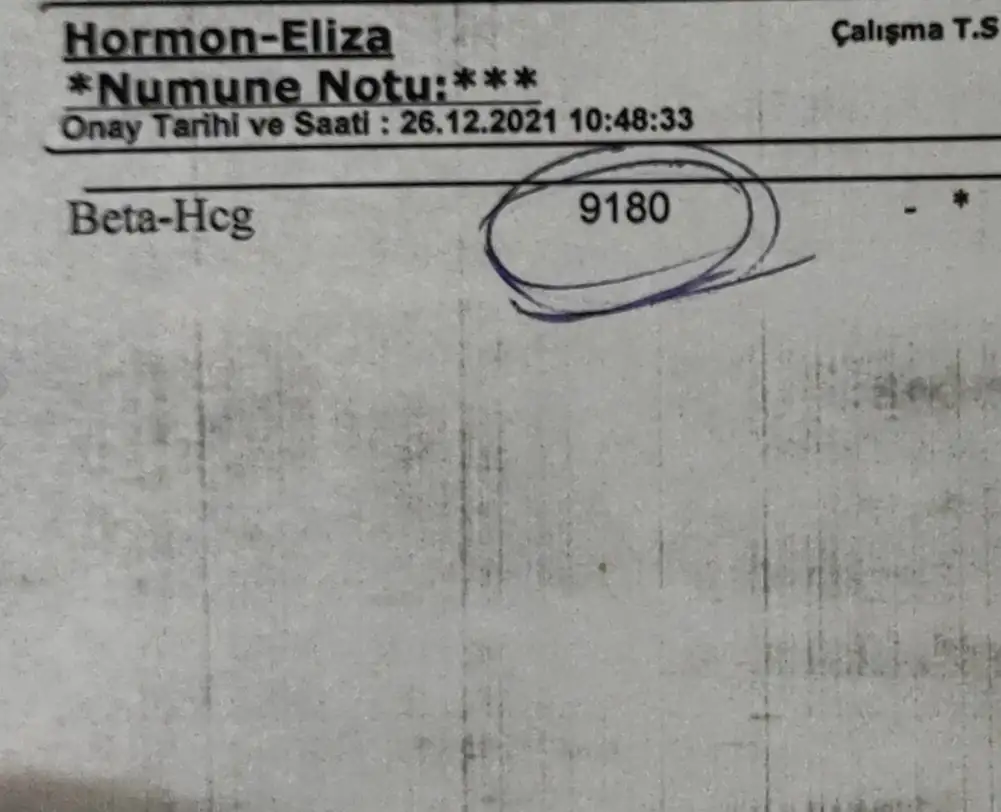 Hormon-Eliza
Çalışma T.S
*Numune Notu:***
Onay Tarihi ve Saati : 26.12.2021 10:48:33
Beta-Hcg 9180 - *